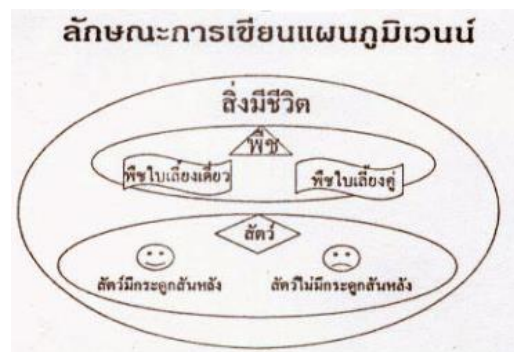 ลักษณะการเขียนแผนภูมิเวนน์
สิ่งมีชีวิต
พืช
พืชใบเลี้ยงเดี่ยว
พืชใบเลี้ยงคู่
สัตว์
สัตว์มีกระดูกสันหลัง
สัตว์ไม่มีกระดูกสันหลัง